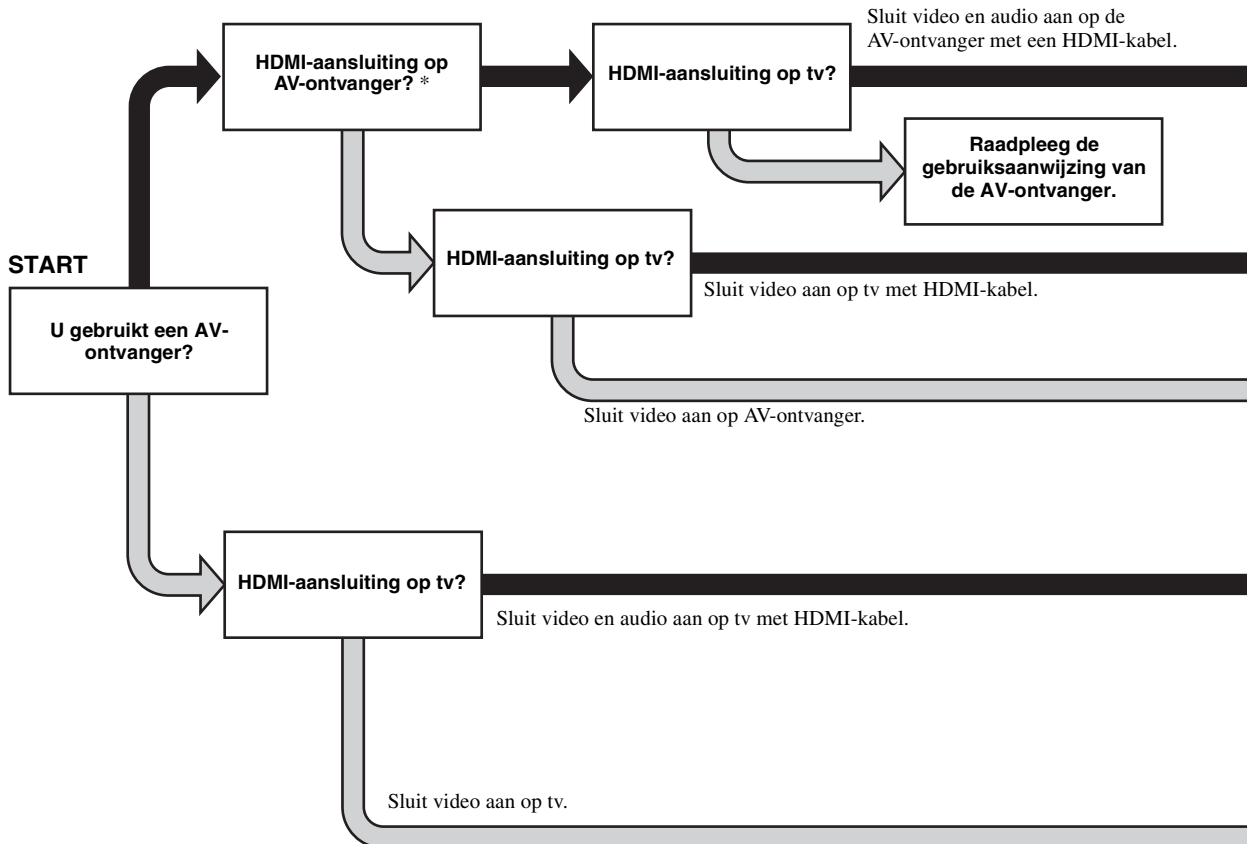 Sluit video en audio aan op de
AV-ontvanger met een HDMI-kabel.
HDMI-aansluiting op
AV-ontvanger? *
HDMI-aansluiting op tv?
Raadpleeg de
gebruiksaanwijzing van
de AV-ontvanger.
HDMI-aansluiting op tv?
START
Sluit video aan op tv met HDMI-kabel.
U gebruikt een AV-
ontvanger?
Sluit video aan op AV-ontvanger.
HDMI-aansluiting op tv?
Sluit video en audio aan op tv met HDMI-kabel.
Sluit video aan op tv.